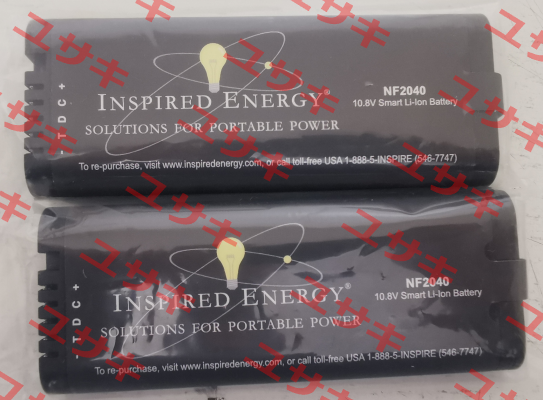 NF2040
10.8V Smart Li-Ion Battery
INSPIRED ENERGY®
SOLUTIONS FOR PORTABLE POWER
- T D C +
To re-purchase, visit www.inspiredenergy.com, or call toll-free USA 1-888-5-INSPIRE (546-7747)
NF2040
10.8V Smart Li-Ion Battery
INSPIRED ENERGY®
SOLUTIONS FOR PORTABLE POWER
- T D C +
To re-purchase, visit www.inspiredenergy.com, or call toll-free USA 1-888-5-INSPIRE (546-7747)
ユサキ